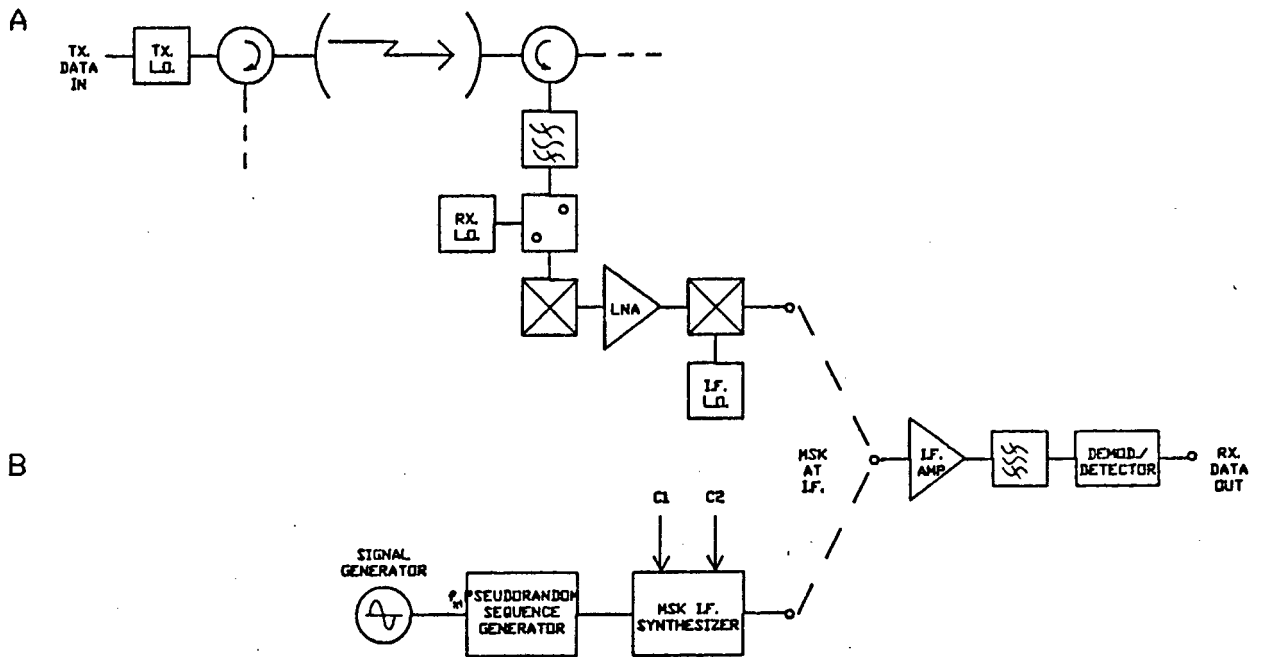 A
TX.
DATA
IN
TX.
L.O.
RX.
L.O.
LNA
I.F.
L.O.
B
MSK
AT
I.F.
I.F.
AMP
DEMOD./
DETECTOR
RX.
DATA
OUT
C1 C2
SIGNAL
GENERATOR
PSEUDORANDOM
SEQUENCE
GENERATOR
MSK I.F.
SYNTHESIZER